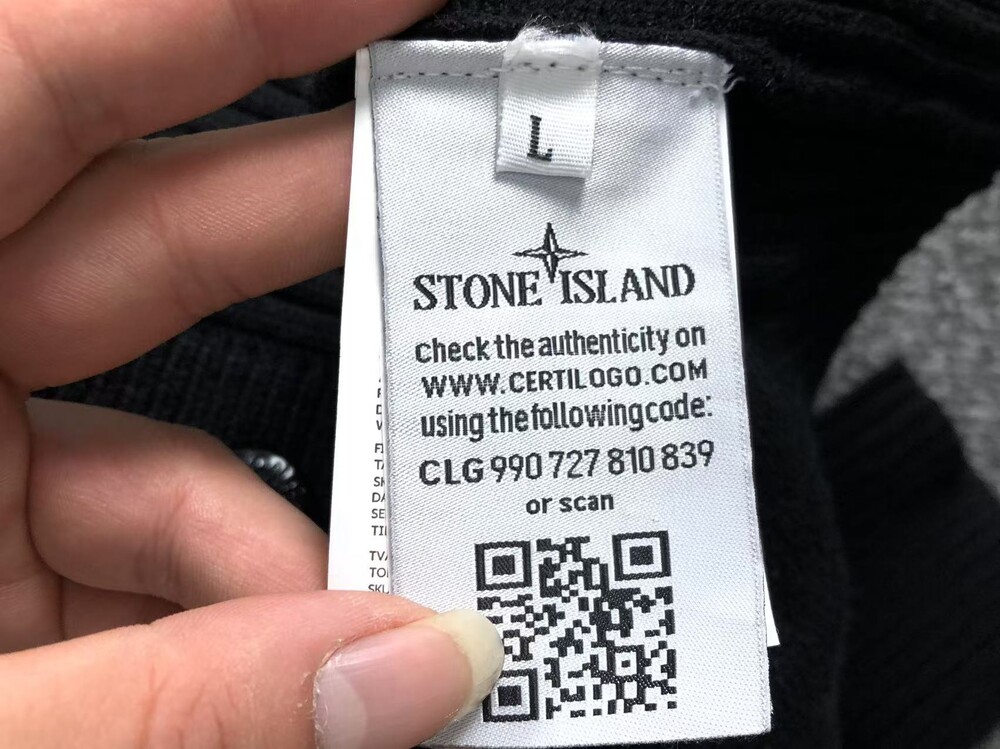 L
STONE ISLAND
check the authenticity on
WWW.CERTILOGO.COM
using the following code:
CLG 990 727 810 839
or scan